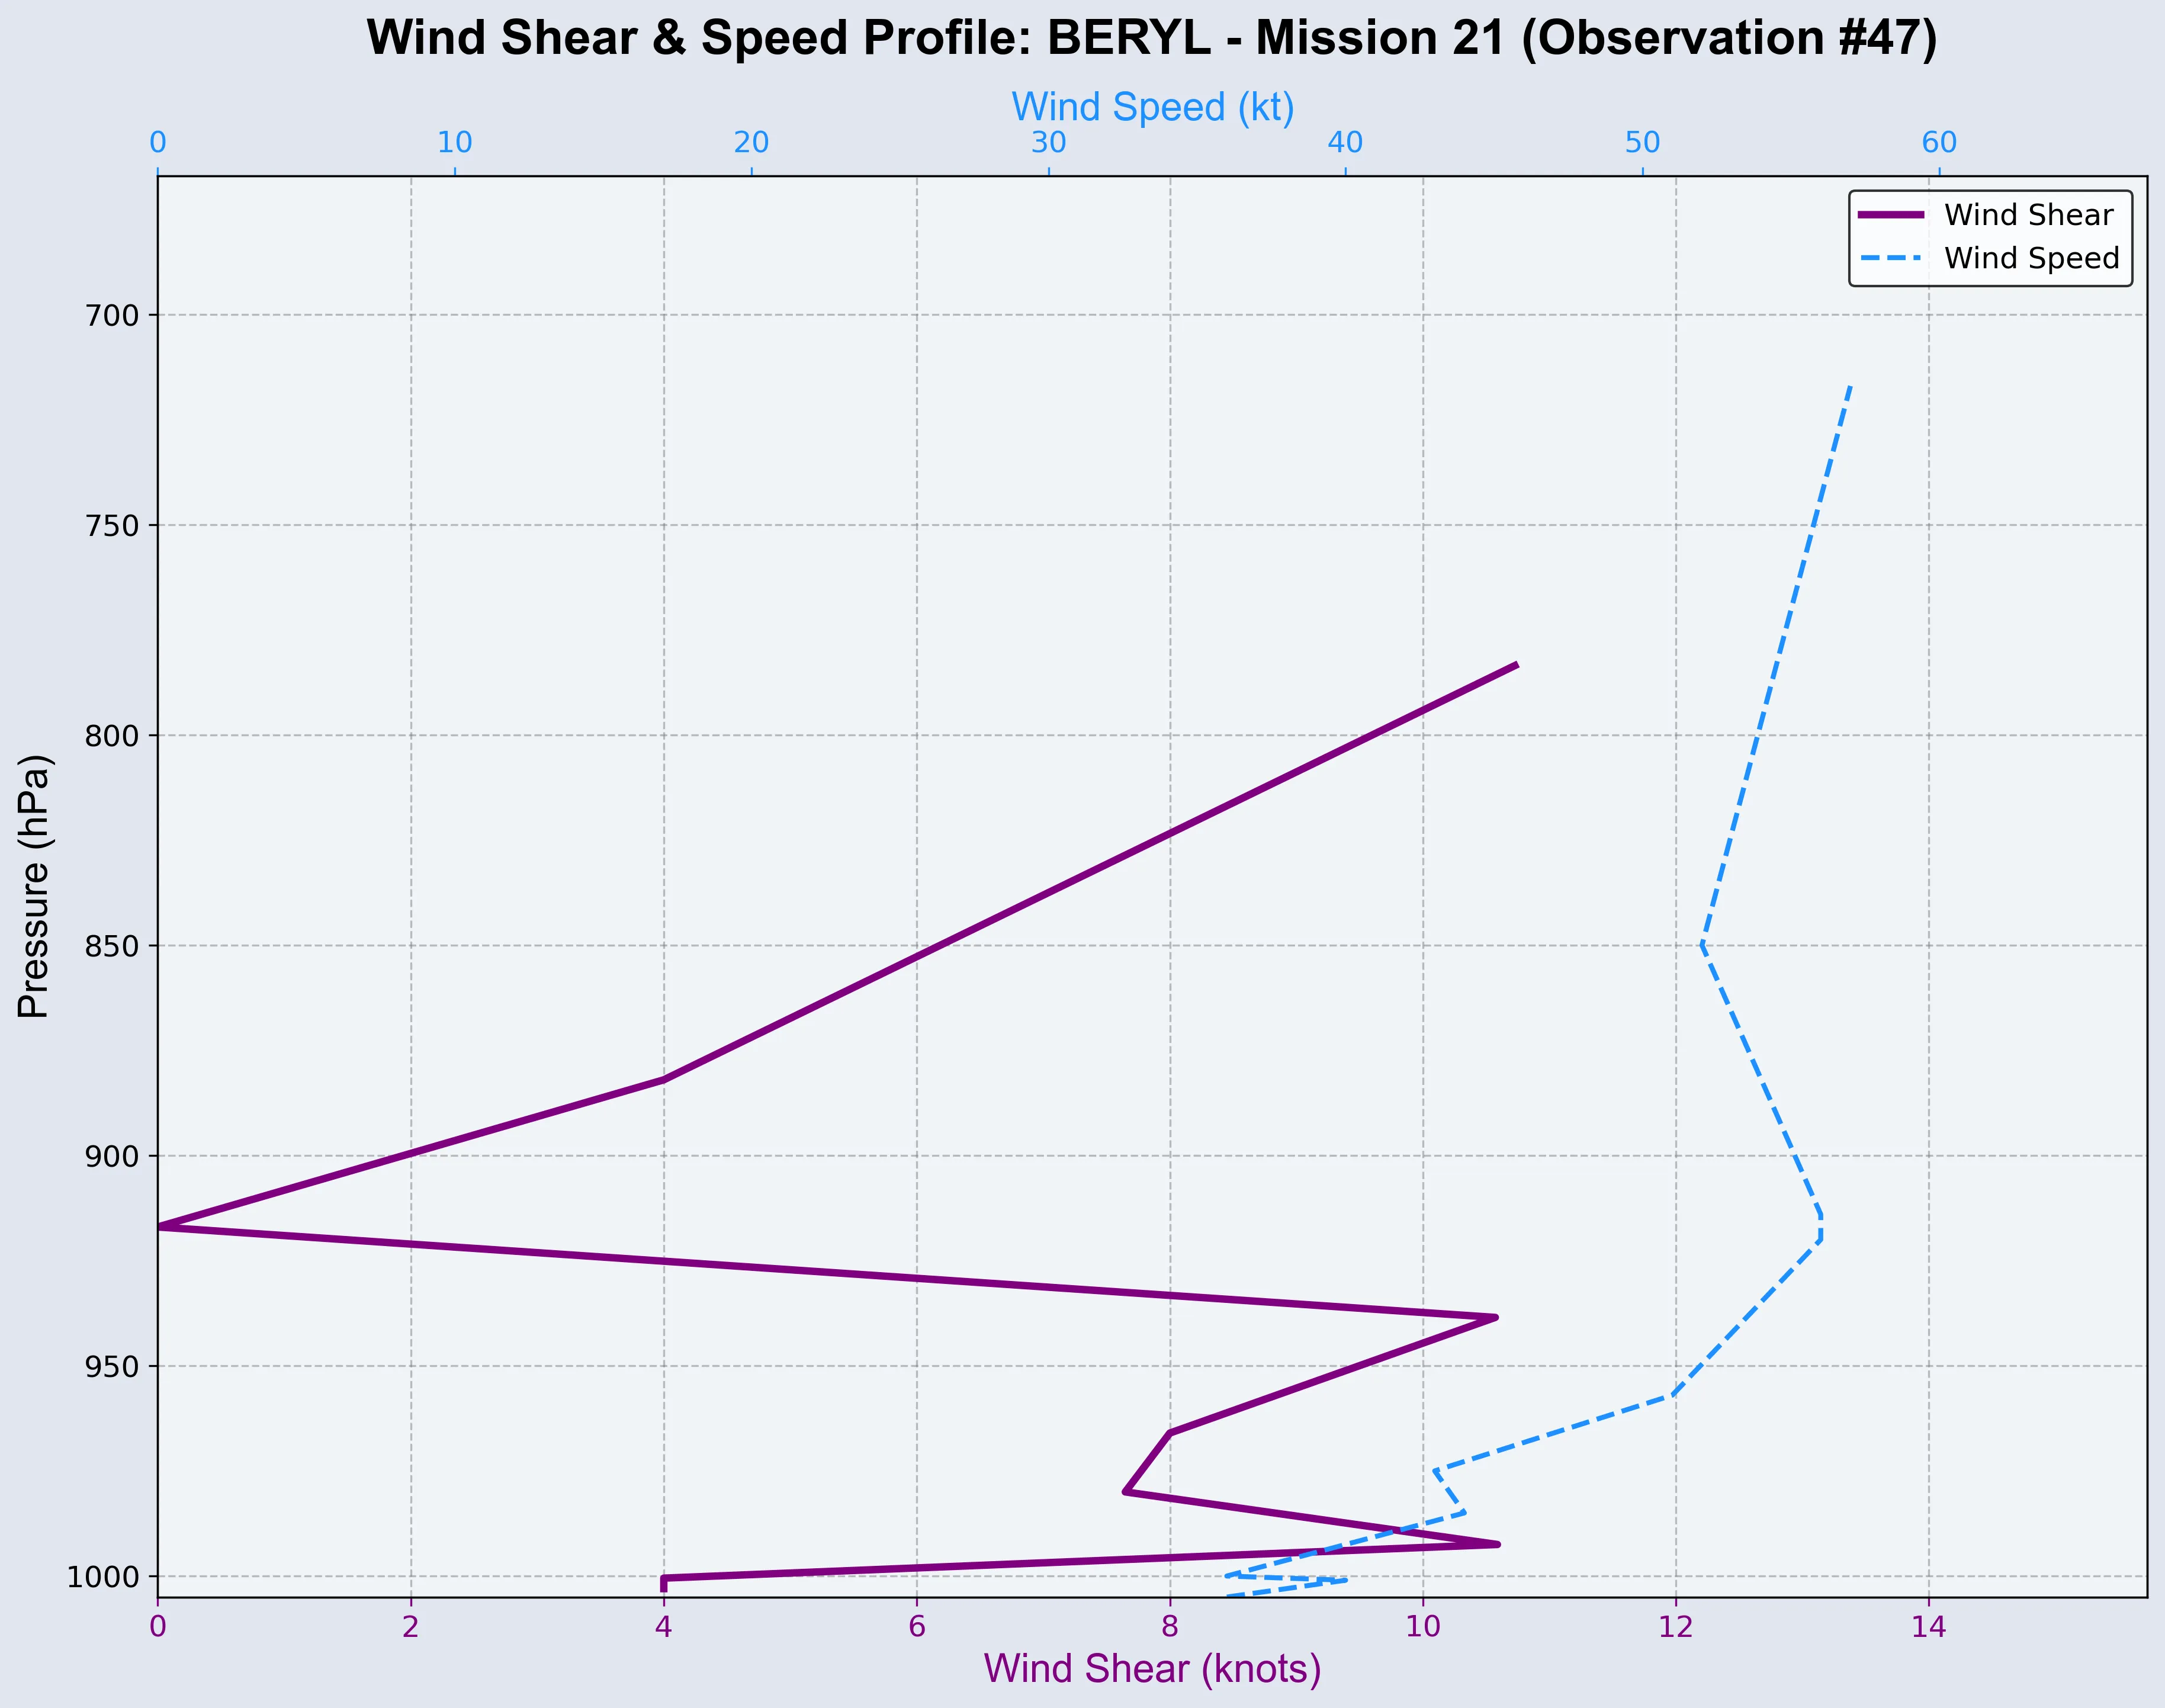 Wind Shear & Speed Profile: BERYL - Mission 21 (Observation #47)
Wind Speed (kt)
0 10 20 30 40 50 60
Wind Shear
Wind Speed
700
750
800
850
900
950
1000
Pressure (hPa)
0 2 4 6 8 10 12 14
Wind Shear (knots)